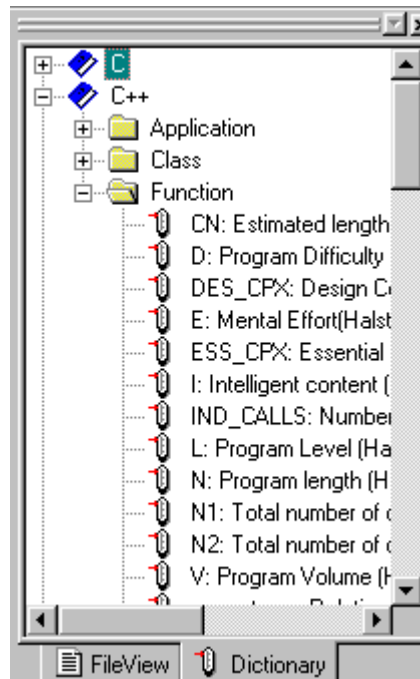 C
C++
Application
Class
Function
CN: Estimated length
D: Program Difficulty
DES_CPX: Design
E: Mental Effort(Halst
ESS_CPX: Essential
I: Intelligent content (
IND_CALLS: Number
L: Program Level (Ha
N: Program length (H
N1: Total number of
N2: Total number of
V: Program Volume (H
FileView
Dictionary